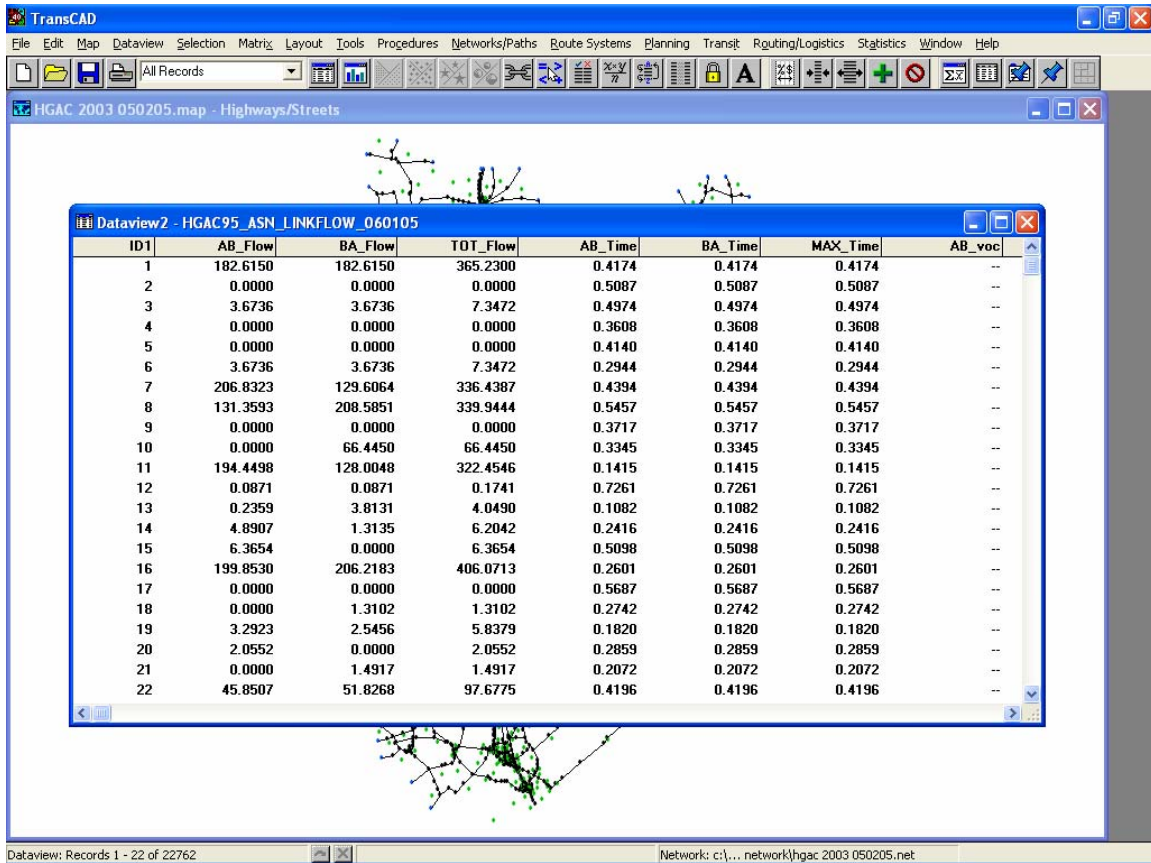 TransCAD
File Edit Map Dataview Selection Matrix Layout Tools Procedures Networks/Paths Route Systems Planning Transit Routing/Logistics Statistics Window Help
All Records
HGAC 2003 050205.map - Highways/Streets
Dataview2 - HGAC95_ASN_LINKFLOW_060105
ID1 AB_Flow BA_Flow TOT_Flow AB_Time BA_Time MAX_Time AB_voc
1 182.6150 182.6150 365.2300 0.4174 0.4174 0.4174 --
2 0.0000 0.0000 0.0000 0.5087 0.5087 0.5087 --
3 3.6736 3.6736 7.3472 0.4974 0.4974 0.4974 --
4 0.0000 0.0000 0.0000 0.3608 0.3608 0.3608 --
5 0.0000 0.0000 0.0000 0.4140 0.4140 0.4140 --
6 3.6736 3.6736 7.3472 0.2944 0.2944 0.2944 --
7 206.8323 129.6064 336.4387 0.4394 0.4394 0.4394 --
8 131.3593 208.5851 339.9444 0.5457 0.5457 0.5457 --
9 0.0000 0.0000 0.0000 0.3717 0.3717 0.3717 --
10 0.0000 66.4450 66.4450 0.3345 0.3345 0.3345 --
11 194.4498 128.0048 322.4546 0.1415 0.1415 0.1415 --
12 0.0871 0.0871 0.1741 0.7261 0.7261 0.7261 --
13 0.2359 3.8131 4.0490 0.1082 0.1082 0.1082 --
14 4.8907 1.3135 6.2042 0.2416 0.2416 0.2416 --
15 6.3654 0.0000 6.3654 0.5098 0.5098 0.5098 --
16 199.8530 206.2183 406.0713 0.2601 0.2601 0.2601 --
17 0.0000 0.0000 0.0000 0.5687 0.5687 0.5687 --
18 0.0000 1.3102 1.3102 0.2742 0.2742 0.2742 --
19 3.2923 2.5456 5.8379 0.1820 0.1820 0.1820 --
20 2.0552 0.0000 2.0552 0.2859 0.2859 0.2859 --
21 0.0000 1.4917 1.4917 0.2072 0.2072 0.2072 --
22 45.8507 51.8268 97.6775 0.4196 0.4196 0.4196 --
Dataview: Records 1 - 22 of 22762 Network: c:\... network\hgac 2003 050205.net